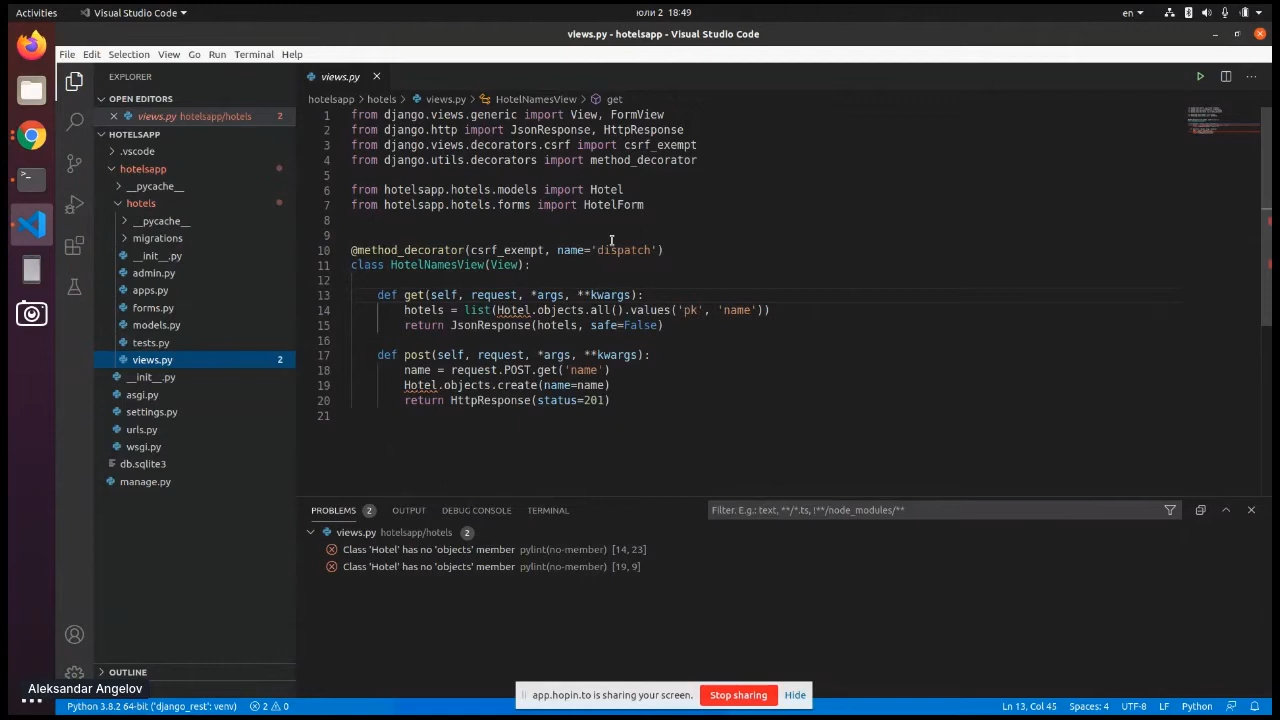 Activities
Visual Studio Code
юли 2 18:49
en
views.py - hotelsapp - Visual Studio Code
File Edit Selection View Go Run Terminal Help
EXPLORER
OPEN EDITORS
views.py hotelsapp/hotels 2
HOTELSAPP
.vscode
hotelsapp
__pycache__
hotels
__pycache__
migrations
__init__.py
admin.py
apps.py
forms.py
models.py
tests.py
views.py 2
__init__.py
asgi.py
settings.py
urls.py
wsgi.py
db.sqlite3
manage.py
OUTLINE
views.py
hotelsapp > hotels > views.py > HotelNamesView > get
1 from django.views.generic import View, FormView
2 from django.http import JsonResponse, HttpResponse
3 from django.views.decorators.csrf import csrf_exempt
4 from django.utils.decorators import method_decorator
5
6 from hotelsapp.hotels.models import Hotel
7 from hotelsapp.hotels.forms import HotelForm
8
9
10 @method_decorator(csrf_exempt, name='dispatch')
11 class HotelNamesView(View):
12
13 def get(self, request, *args, **kwargs):
14 hotels = list(Hotel.objects.all().values('pk', 'name'))
15 return JsonResponse(hotels, safe=False)
16
17 def post(self, request, *args, **kwargs):
18 name = request.POST.get('name')
19 Hotel.objects.create(name=name)
20 return HttpResponse(status=201)
21
PROBLEMS 2 OUTPUT DEBUG CONSOLE TERMINAL
Filter. E.g.: text, **/*.ts, !**/node_modules/**
views.py hotelsapp/hotels 2
Class 'Hotel' has no 'objects' member pylint(no-member) [14, 23]
Class 'Hotel' has no 'objects' member pylint(no-member) [19, 9]
Aleksandar Angelov
app.hopin.to is sharing your screen. Stop sharing Hide
Python 3.8.2 64-bit ('django_rest': venv) 2 0
Ln 13, Col 45 Spaces: 4 UTF-8 LF Python